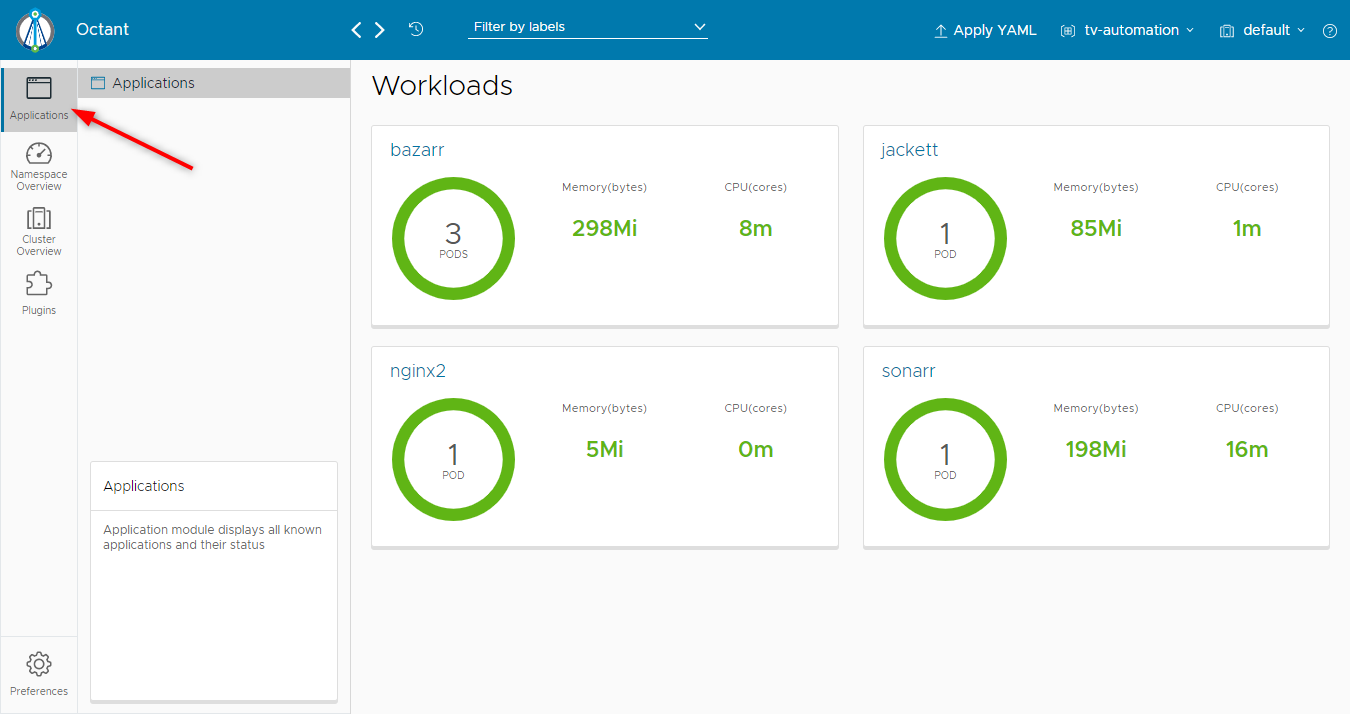 Octant
Filter by labels
Apply YAML
tv-automation
default
Applications
Namespace
Overview
Cluster
Overview
Plugins
Preferences
Applications
Applications
Application module displays all known
applications and their status
Workloads
bazarr
3
PODS
Memory(bytes)
298Mi
CPU(cores)
8m
jackett
1
POD
Memory(bytes)
85Mi
CPU(cores)
1m
nginx2
1
POD
Memory(bytes)
5Mi
CPU(cores)
0m
sonarr
1
POD
Memory(bytes)
198Mi
CPU(cores)
16m